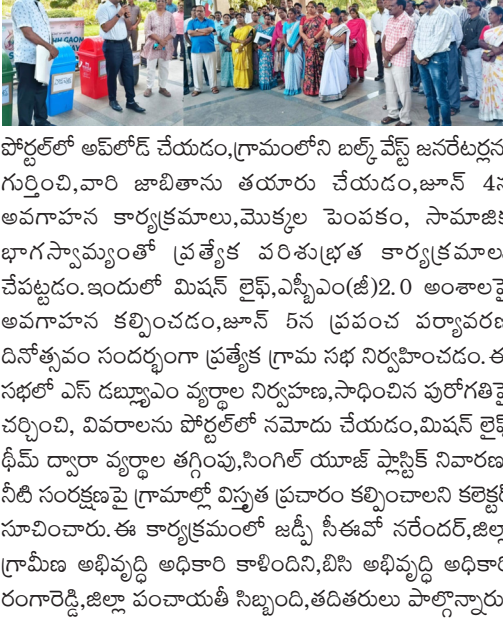 NH GAON
పోర్టల్‌లో అప్‌లోడ్ చేయడం,గ్రామంలోని బల్క్ వేస్ట్ జనరేటర్లన
గుర్తించి,వారి జాబితాను తయారు చేయడం,జూన్ 4న
అవగాహన కార్యక్రమాలు,మొక్కల పెంపకం, సామాజిక
భాగస్వామ్యంతో ప్రత్యేక పరిశుభ్రత కార్యక్రమాల
చేపట్టడం.ఇందులో మిషన్ లైఫ్,ఎస్బీఎం(జీ)2.0 అంశాలపై
అవగాహన కల్పించడం,జూన్ 5న ప్రపంచ పర్యావరణ
దినోత్సవం సందర్భంగా ప్రత్యేక గ్రామ సభ నిర్వహించడం.ఈ
సభలో ఎస్ డబ్ల్యూఎం వ్యర్థాల నిర్వహణ,సాధించిన పురోగతిపై
చర్చించి, వివరాలను పోర్టల్‌లో నమోదు చేయడం,మిషన్ లైఫ్
థీమ్ ద్వారా వ్యర్థాల తగ్గింపు,సింగిల్ యూజ్ ప్లాస్టిక్ నివారణ
నీటి సంరక్షణపై గ్రామాల్లో విస్తృత ప్రచారం కల్పించాలని కలెక్టర్
సూచించారు.ఈ కార్యక్రమంలో జడ్పీ సీఈవో నరేందర్,జిల్లా
గ్రామీణ అభివృద్ధి అధికారి కాళిందిని,బిసి అభివృద్ధి అధికారి
రంగారెడ్డి,జిల్లా పంచాయతీ సిబ్బంది,తదితరులు పాల్గొన్నారు